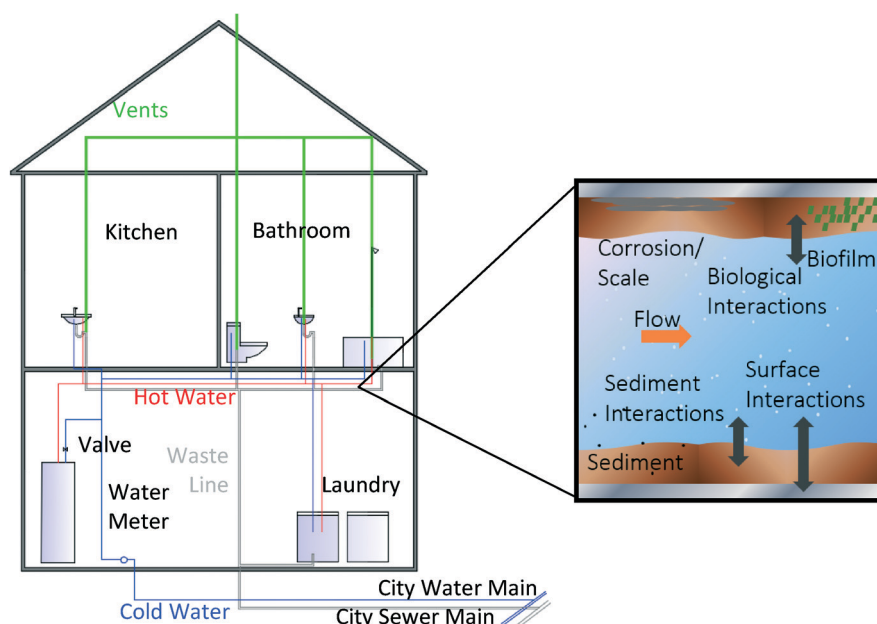 Vents
Kitchen
Bathroom
Hot Water
Valve
Waste
Line
Water
Meter
Laundry
City Water Main
Cold Water
City Sewer Main
Corrosion/
Scale
Biofilm
Biological
Interactions
Flow
Sediment
Interactions
Surface
Interactions
Sediment